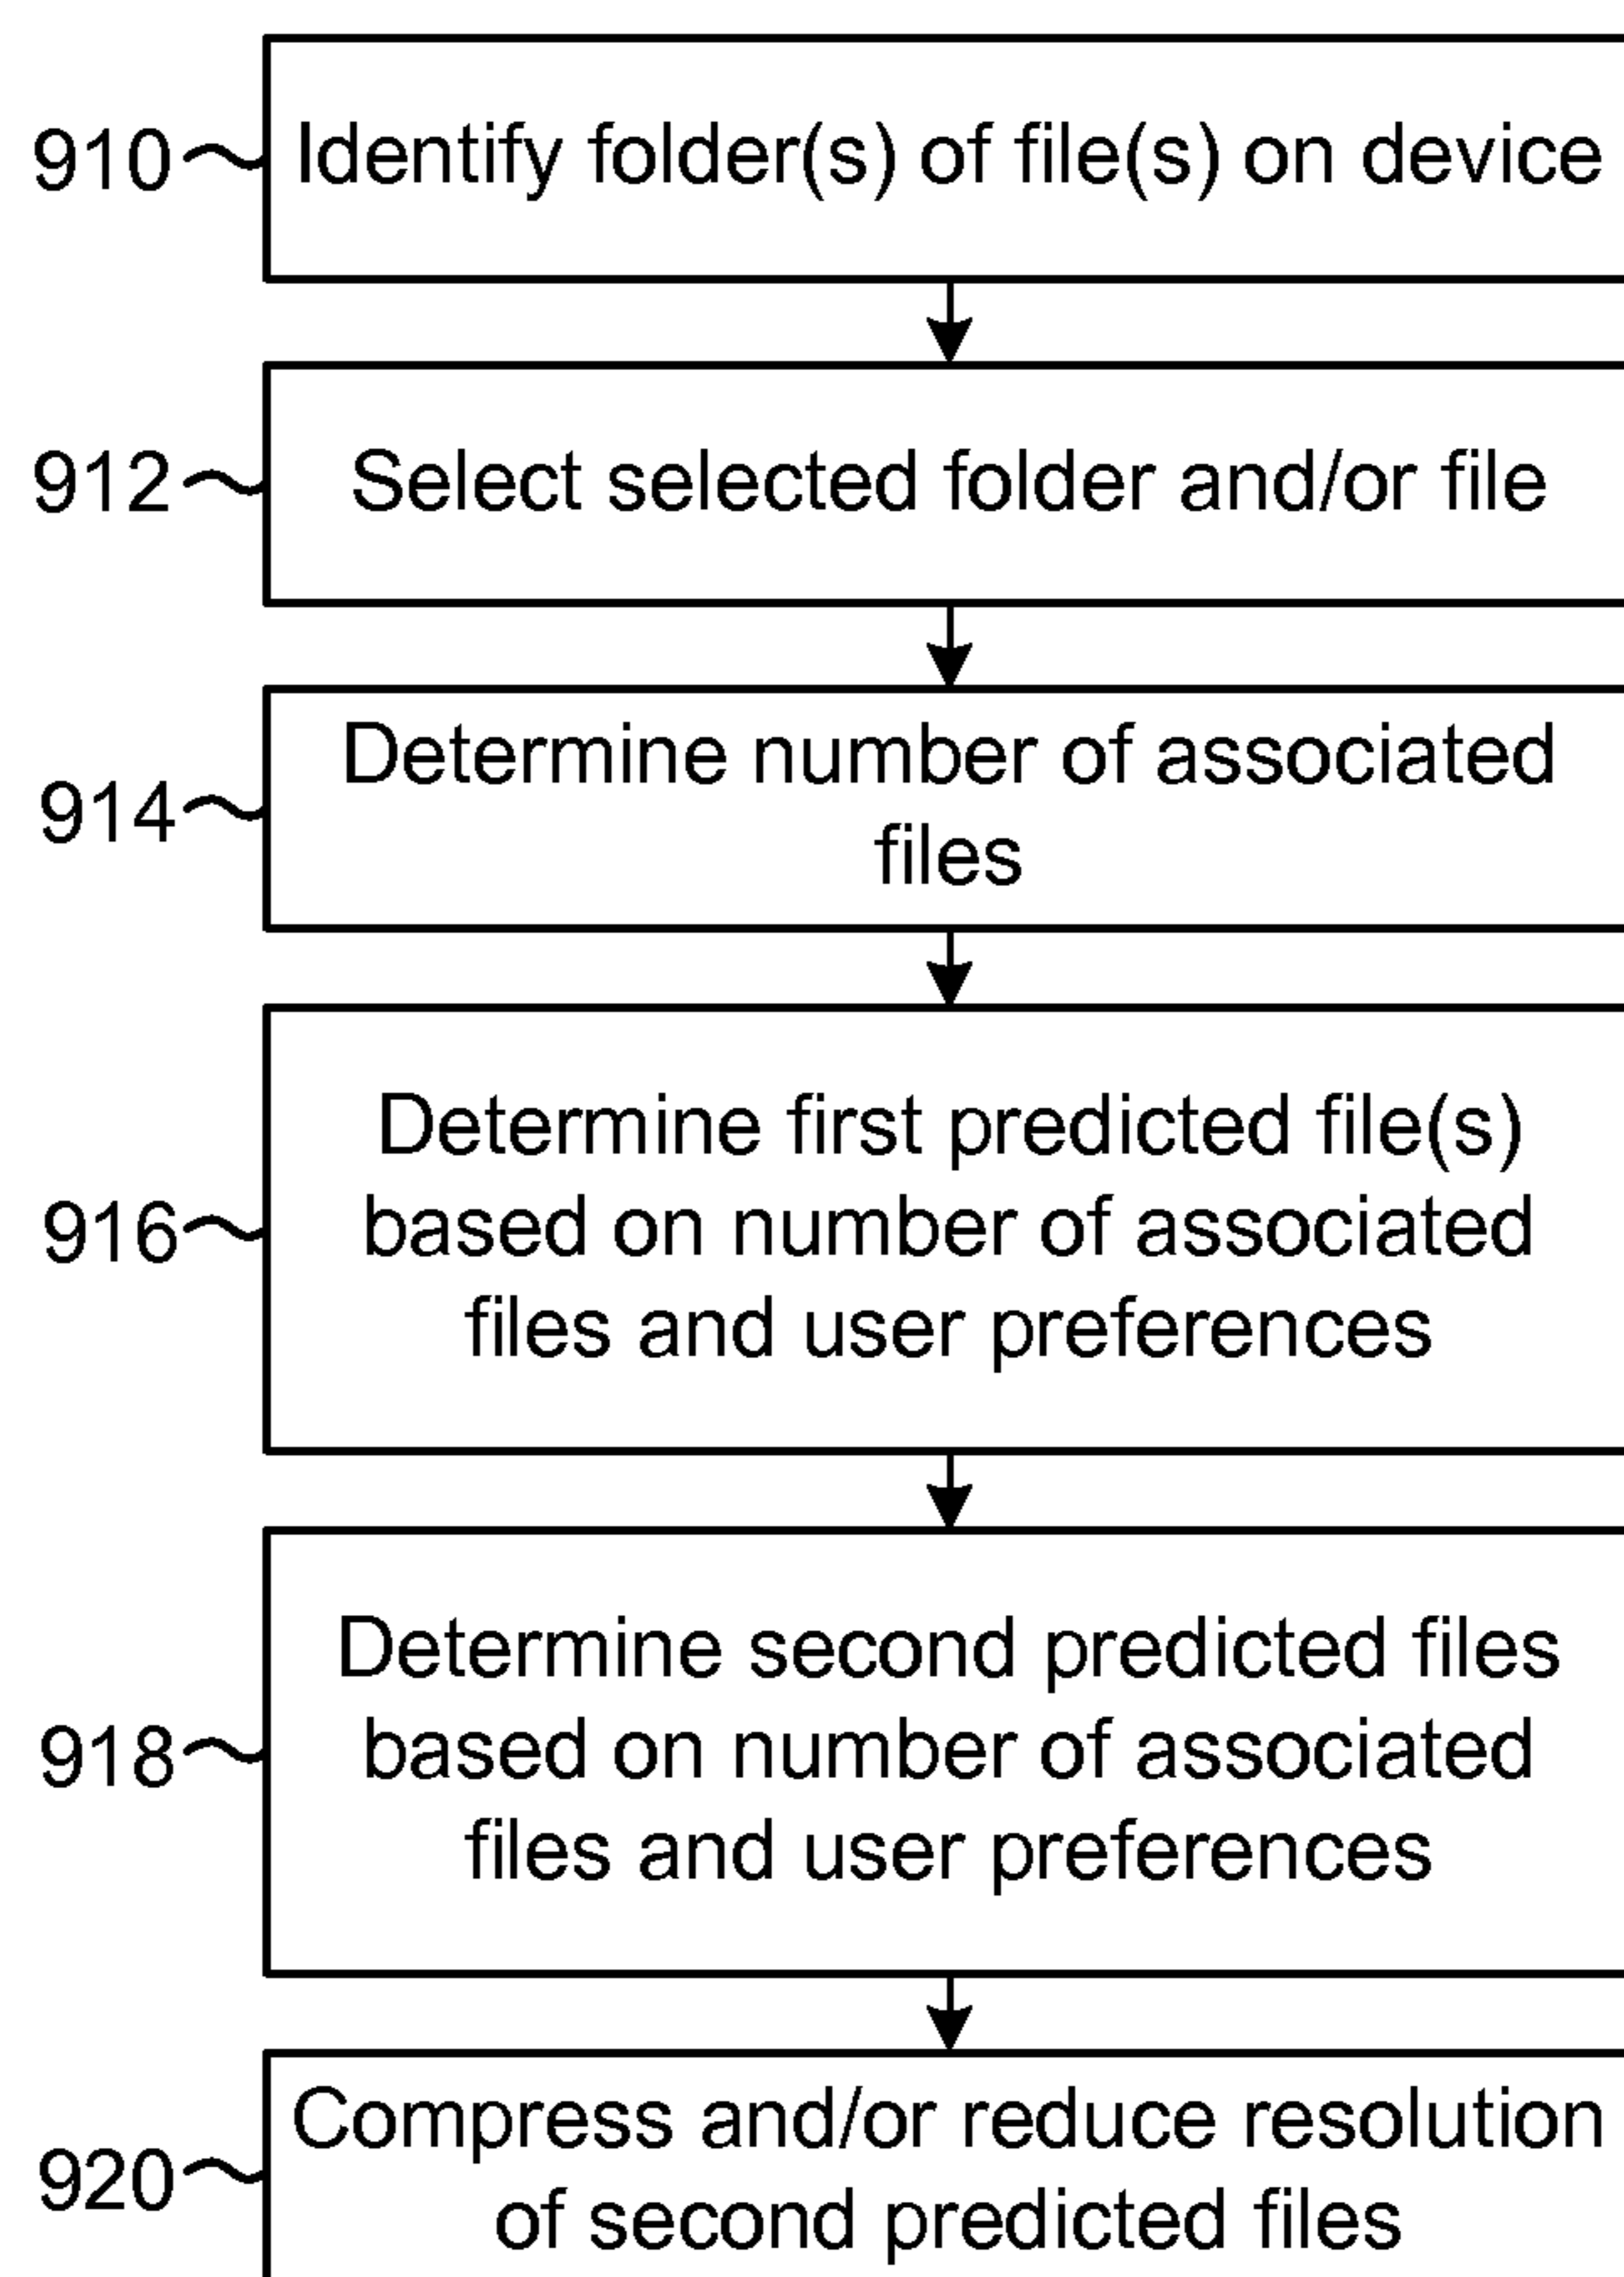 910 Identify folder(s) of file(s) on device
912 Select selected folder and/or file
Determine number of associated
914
files
Determine first predicted file(s)
916 based on number of associated
files and user preferences
Determine second predicted files
918 based on number of associated
files and user preferences
Compress and/or reduce resolution
920
of second predicted files